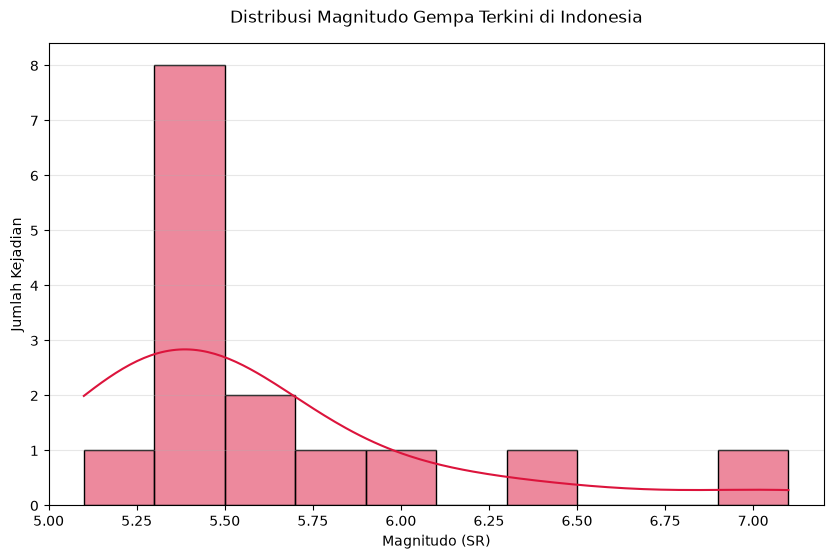 Distribusi Magnitudo Gempa Terkini di Indonesia
8
7
6
5
4
3
2
1
0
Jumlah Kejadian
5.00 5.25 5.50 5.75 6.00 6.25 6.50 6.75 7.00
Magnitudo (SR)